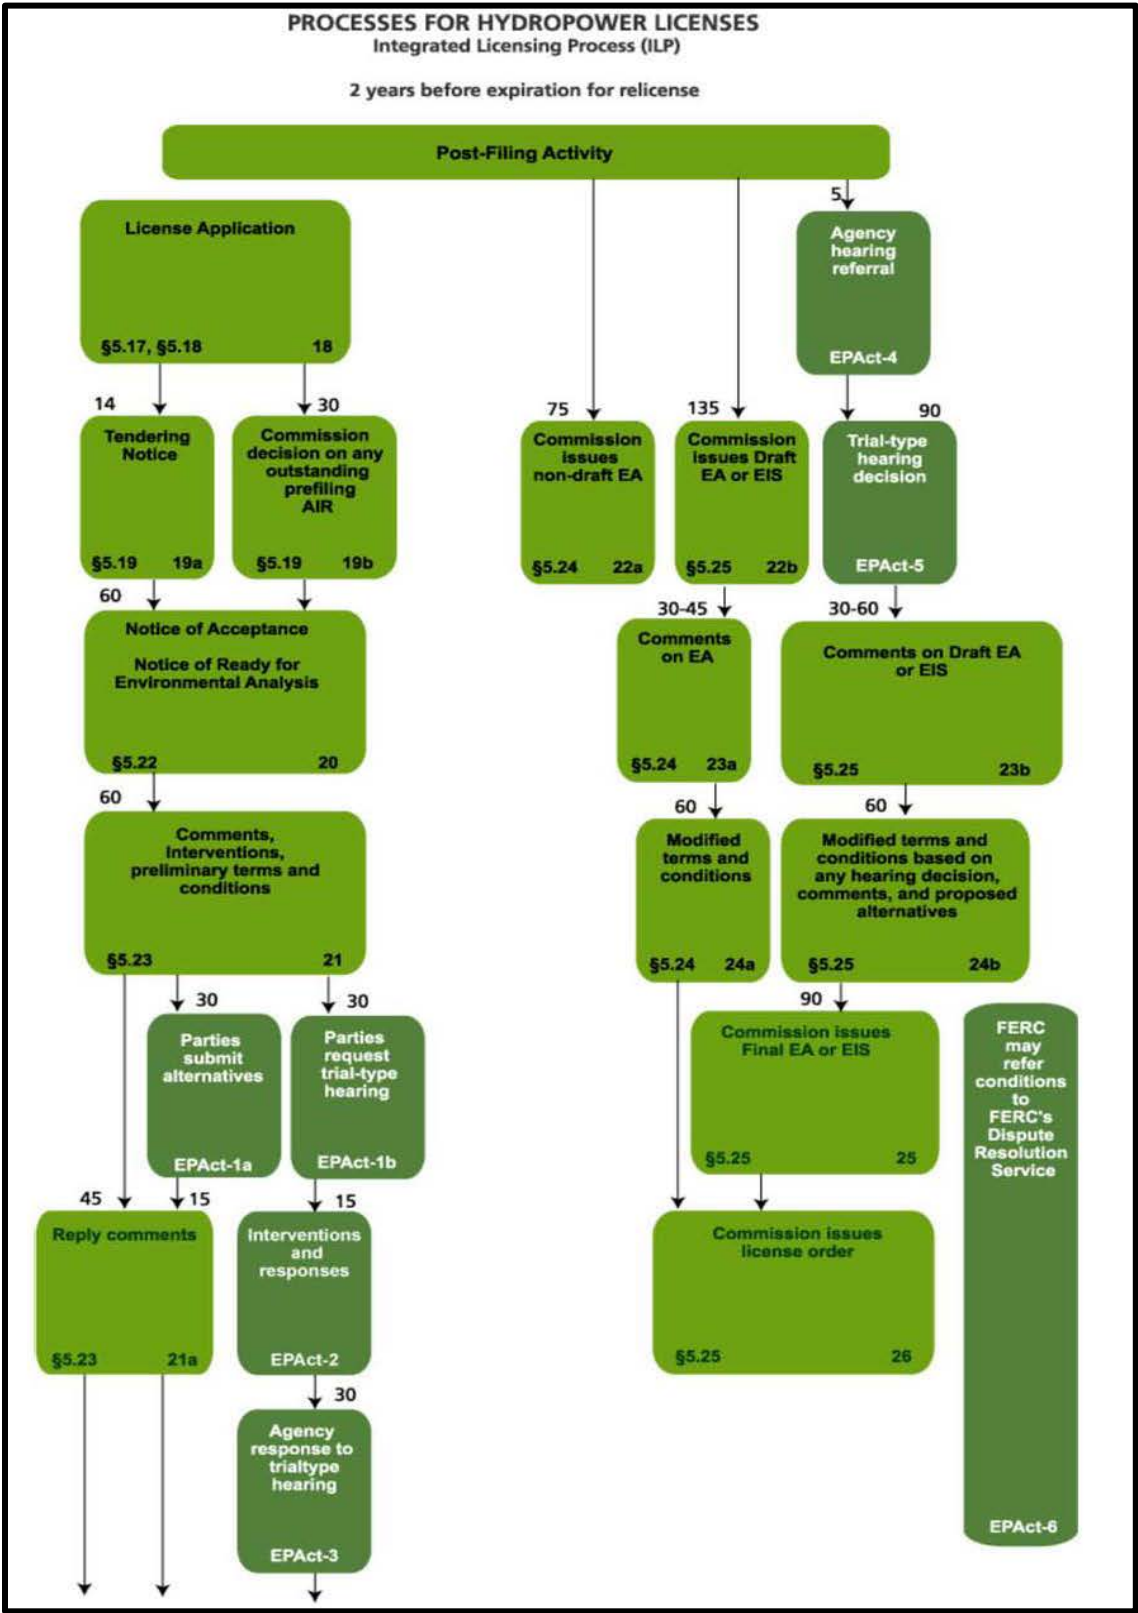 PROCESSES FOR HYDROPOWER LICENSES
Integrated Licensing Process (ILP)
2 years before expiration for relicense
Post-Filing Activity
License Application
§5.17, §5.18 18
14
Tendering
Notice
§5.19 19a
30
Commission
decision on any
outstanding
prefiling
AIR
§5.19 19b
60
Notice of Acceptance
Notice of Ready for
Environmental Analysis
§5.22 20
60
Comments,
Interventions,
preliminary terms and
conditions
§5.23 21
30
Parties
submit
alternatives
EPAct-1a
30
Parties
request
trial-type
hearing
EPAct-1b
45
15
Reply comments
§5.23 21a
15
Interventions
and
responses
EPAct-2
30
Agency
response to
trialtype
hearing
EPAct-3
5
Agency
hearing
referral
EPAct-4
75
Commission
issues
non-draft EA
§5.24 22a
135
Commission
issues Draft
EA or EIS
§5.25 22b
90
Trial-type
hearing
decision
EPAct-5
30-45
Comments
on EA
§5.24 23a
30-60
Comments on Draft EA
or EIS
§5.25 23b
60
Modified
terms and
conditions
§5.24 24a
60
Modified terms and
conditions based on
any hearing decision,
comments, and proposed
alternatives
§5.25 24b
90
Commission issues
Final EA or EIS
§5.25 25
Commission issues
license order
§5.25 26
FERC
may
refer
conditions
to
FERC's
Dispute
Resolution
Service
EPAct-6